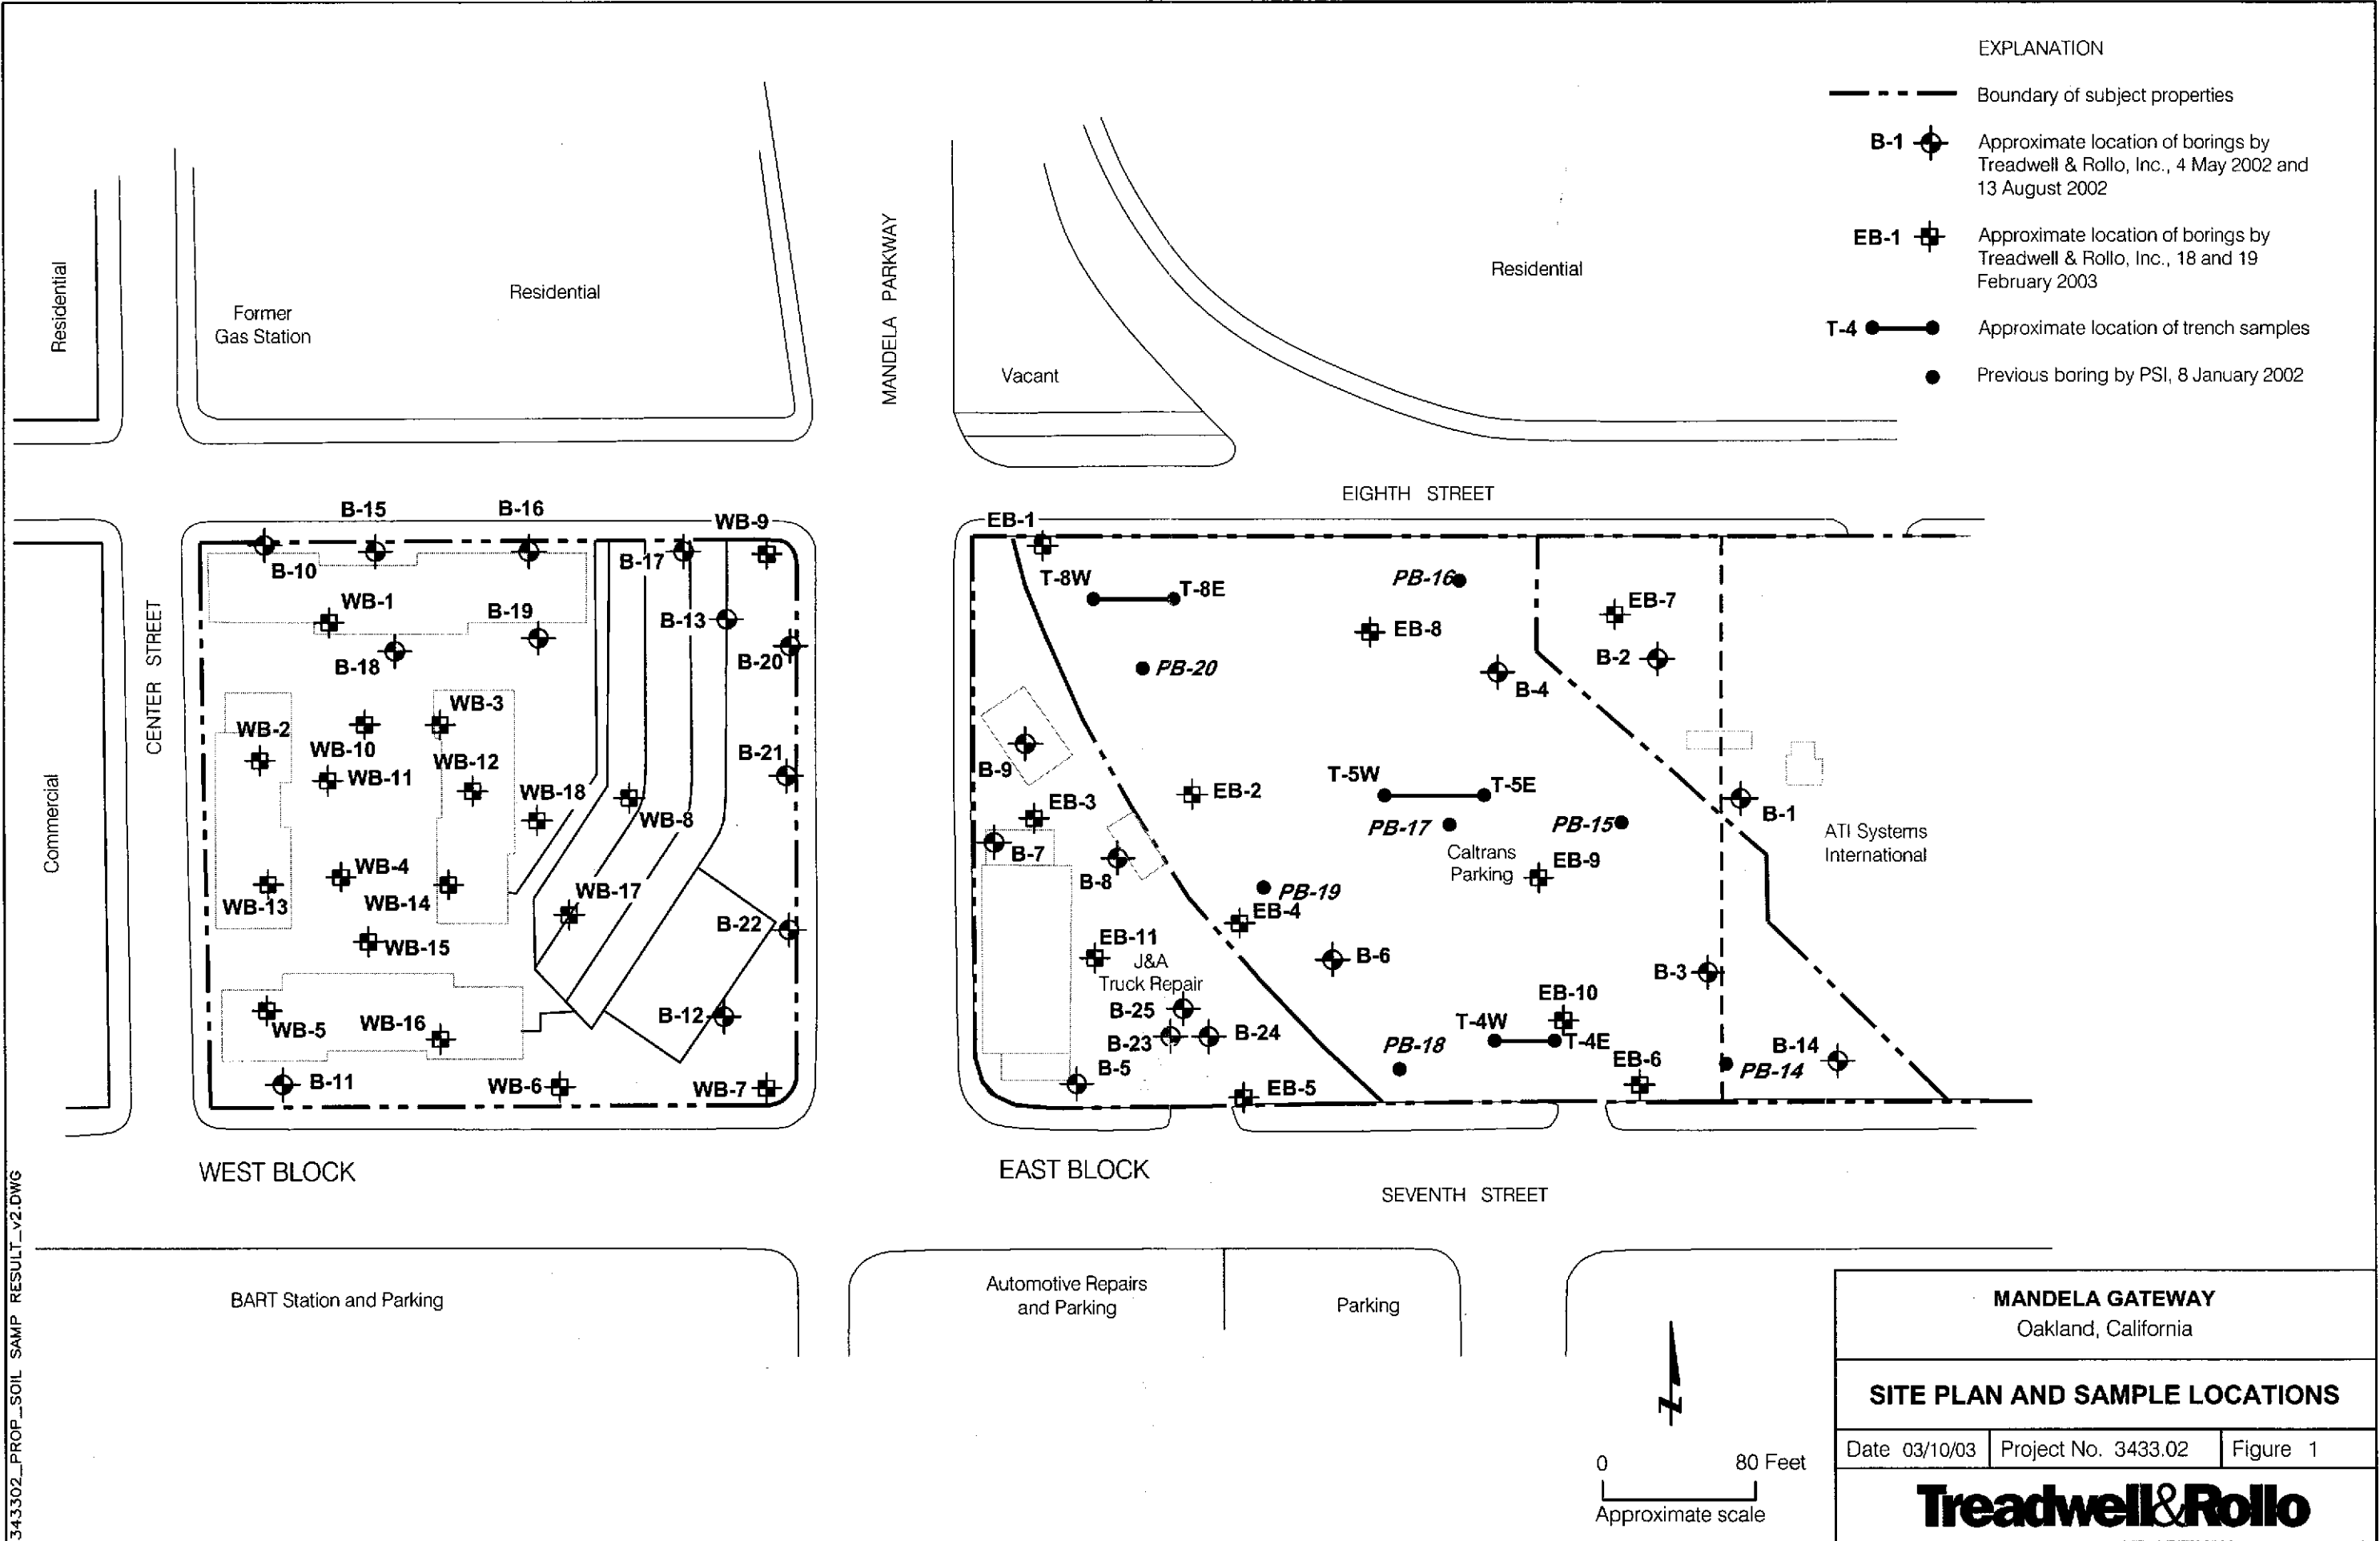 EXPLANATION
Boundary of subject properties
B-1
Approximate location of borings by
Treadwell & Rollo, Inc., 4 May 2002 and
13 August 2002
EB-1
Approximate location of borings by
Treadwell & Rollo, Inc., 18 and 19
February 2003
T-4
Approximate location of trench samples
Previous boring by PSI, 8 January 2002
Residential
Former
Gas Station
Residential
MANDELA PARKWAY
Vacant
Residential
EIGHTH STREET
CENTER STREET
Commercial
B-15
B-16
WB-9
B-10
B-17
WB-1
B-19
B-13
B-18
B-20
WB-3
WB-2
WB-10
WB-11
WB-12
B-21
WB-18
WB-8
WB-4
WB-13
WB-14
WB-17
B-22
WB-15
WB-5
WB-16
B-12
B-11
WB-6
WB-7
EB-1
T-8W
T-8E
PB-16
EB-7
EB-8
B-2
PB-20
B-4
B-9
T-5W
T-5E
EB-2
EB-3
B-1
PB-17
PB-15
ATI Systems
International
B-7
Caltrans
Parking
EB-9
B-8
PB-19
EB-4
EB-11
J&A
Truck Repair
B-6
B-3
B-25
EB-10
T-4W
B-23
B-24
T-4E
PB-18
EB-6
B-14
PB-14
B-5
EB-5
WEST BLOCK
EAST BLOCK
SEVENTH STREET
BART Station and Parking
Automotive Repairs
and Parking
Parking
N
0 80 Feet
Approximate scale
MANDELA GATEWAY
Oakland, California
SITE PLAN AND SAMPLE LOCATIONS
Date 03/10/03 Project No. 3433.02 Figure 1
Treadwell&Rollo
343302_PROP_SOIL SAMP RESULT_v2.DWG